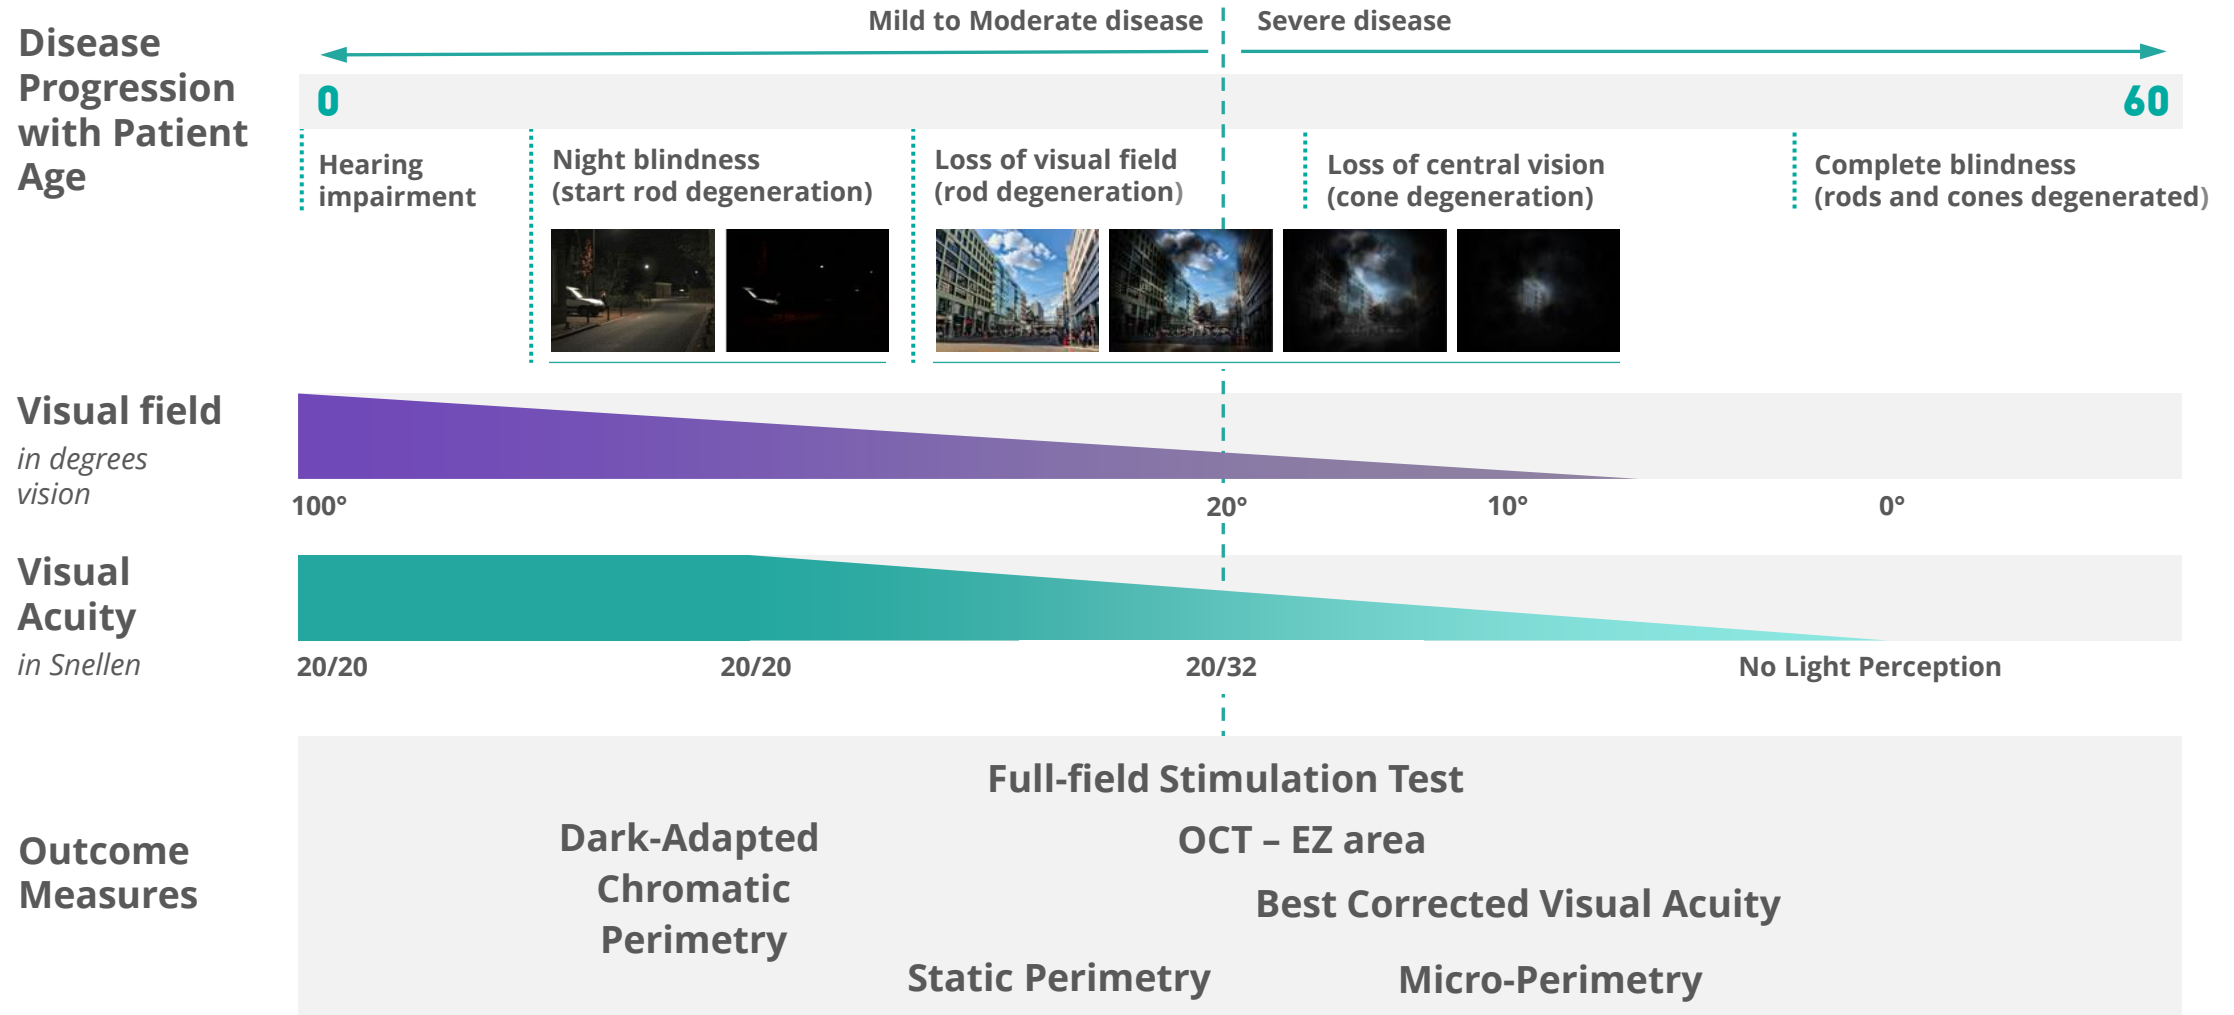 Disease
Progression
with Patient
Age
Mild to Moderate disease
Severe disease
0
60
Hearing
impairment
Night blindness
(start rod degeneration)
Loss of visual field
(rod degeneration)
Loss of central vision
(cone degeneration)
Complete blindness
(rods and cones degenerated)
Visual field
in degrees
vision
100°
20°
10°
0°
Visual
Acuity
in Snellen
20/20
20/20
20/32
No Light Perception
Outcome
Measures
Full-field Stimulation Test
Dark-Adapted
Chromatic
Perimetry
OCT – EZ area
Best Corrected Visual Acuity
Static Perimetry
Micro-Perimetry